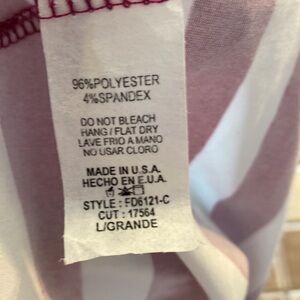 96%POLYESTER
4%SPANDEX
DO NOT BLEACH
HANG / FLAT DRY
LAVE FRIO A MANO
NO USAR CLORO
MADE IN U.S.A.
HECHO EN E.U.A.
STYLE : FD6121-C
CUT : 17564
L/GRANDE